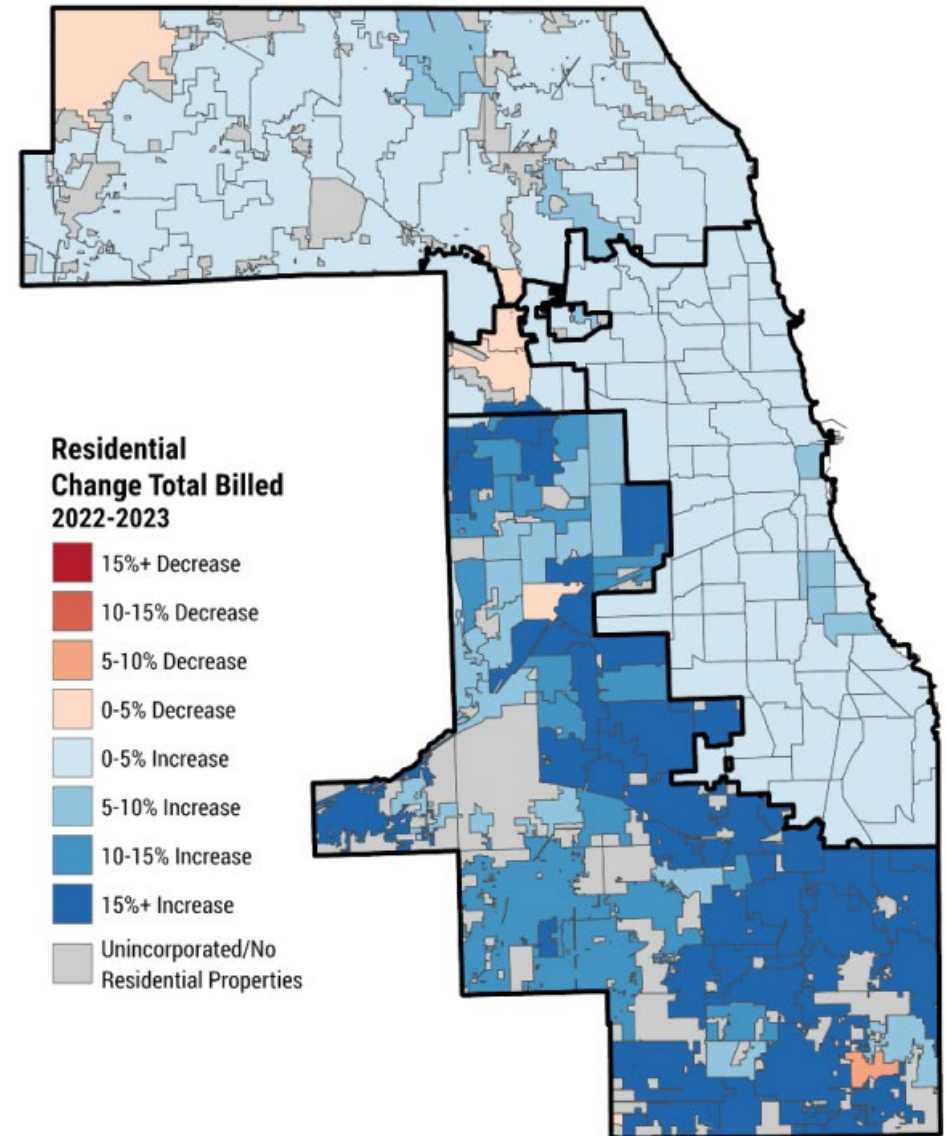 Residential
Change Total Billed
2022-2023
15%+ Decrease
10-15% Decrease
5-10% Decrease
0-5% Decrease
0-5% Increase
5-10% Increase
10-15% Increase
15%+ Increase
Unincorporated/No
Residential Properties